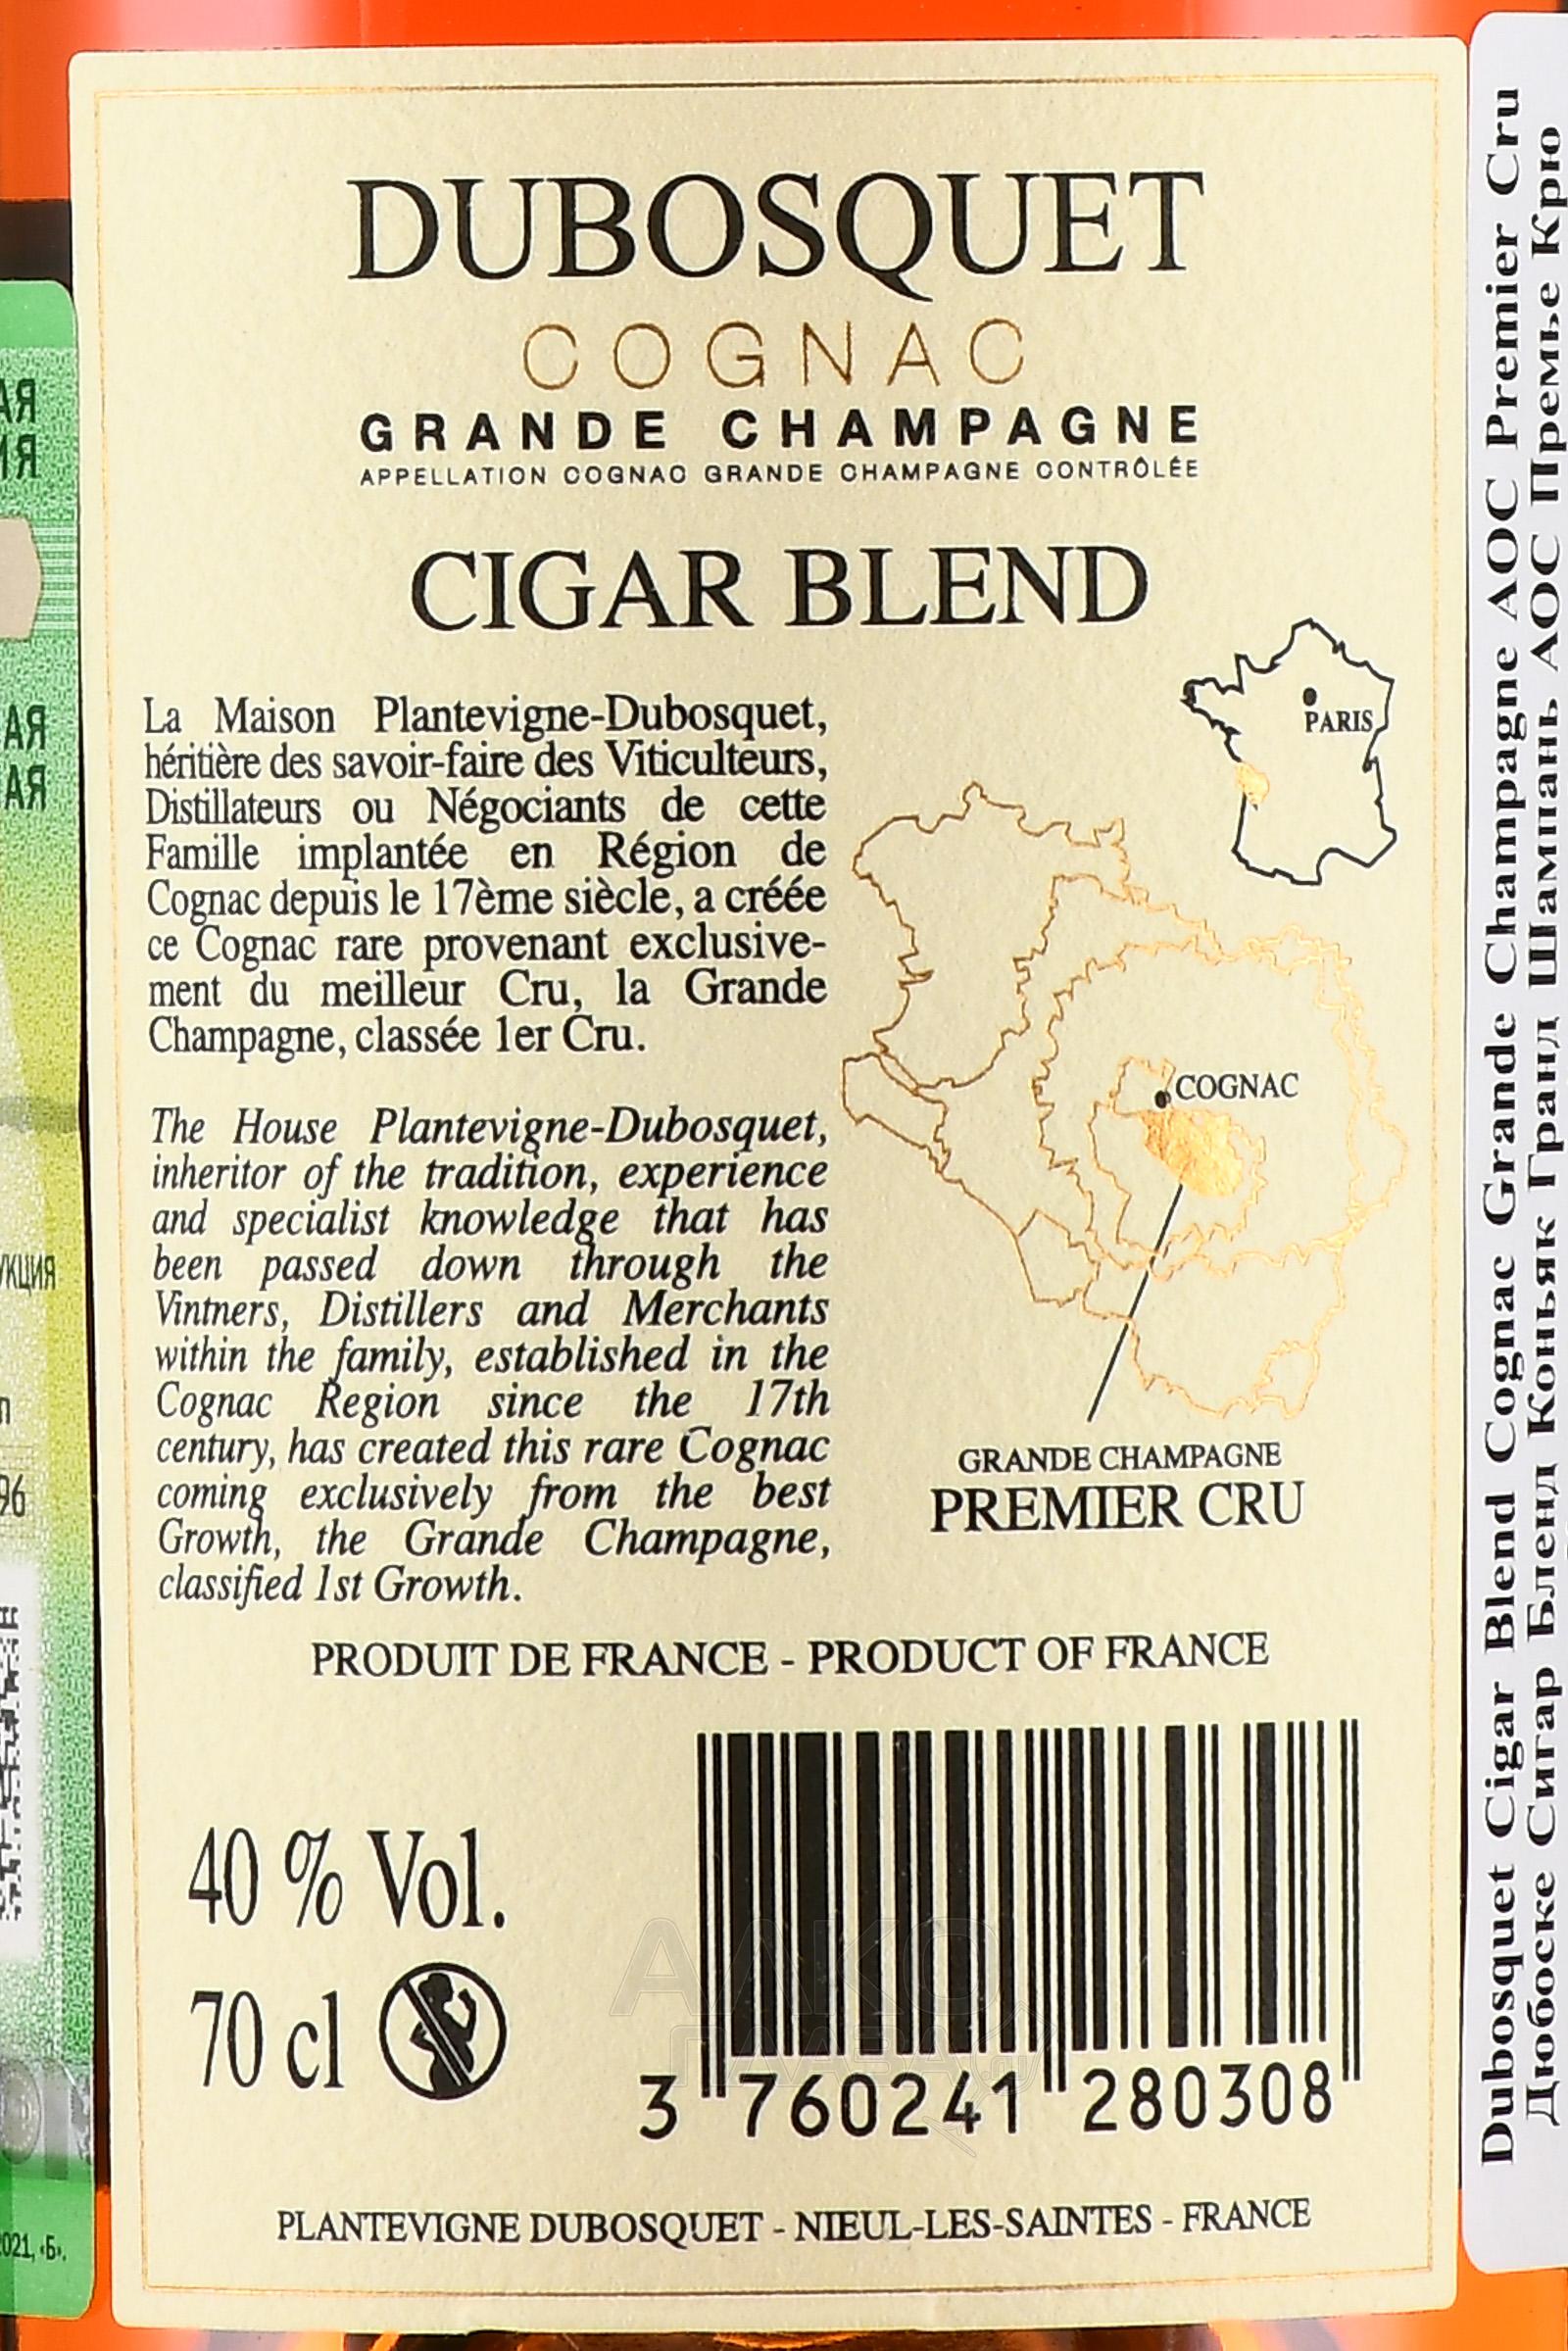 DUBOSQUET
COGNAC
GRANDE CHAMPAGNE
APPELLATION COGNAC GRANDE CHAMPAGNE CONTRÔLÉE
CIGAR BLEND
La Maison Plantevigne-Dubosquet,
héritière des savoir-faire des Viticulteurs,
Distillateurs ou Négociants de cette
Famille implantée en Région de
Cognac depuis le 17ème siècle, a créée
ce Cognac rare provenant exclusive-
ment du meilleur Cru, la Grande
Champagne, classée 1er Cru.
The House Plantevigne-Dubosquet,
inheritor of the tradition, experience
and specialist knowledge that has
been passed down through the
Vintners, Distillers and Merchants
within the family, established in the
Cognac Region since the 17th
century, has created this rare Cognac
coming exclusively from the best
Growth, the Grande Champagne,
classified 1st Growth.
PARIS
COGNAC
GRANDE CHAMPAGNE
PREMIER CRU
PRODUIT DE FRANCE - PRODUCT OF FRANCE
40 % Vol.
70 cl
3 760241 280308
PLANTEVIGNE DUBOSQUET - NIEUL-LES-SAINTES - FRANCE
Dubosquet Cigar Blend Cognac Grande Champagne AOC Premier Cru
Дюбоске Сигар Бленд Коньяк Гранд Шампань АОС Премье Крю
АЯ
ИЯ
АЯ
АЯ
УКЦИЯ
л
96
021, «Б».